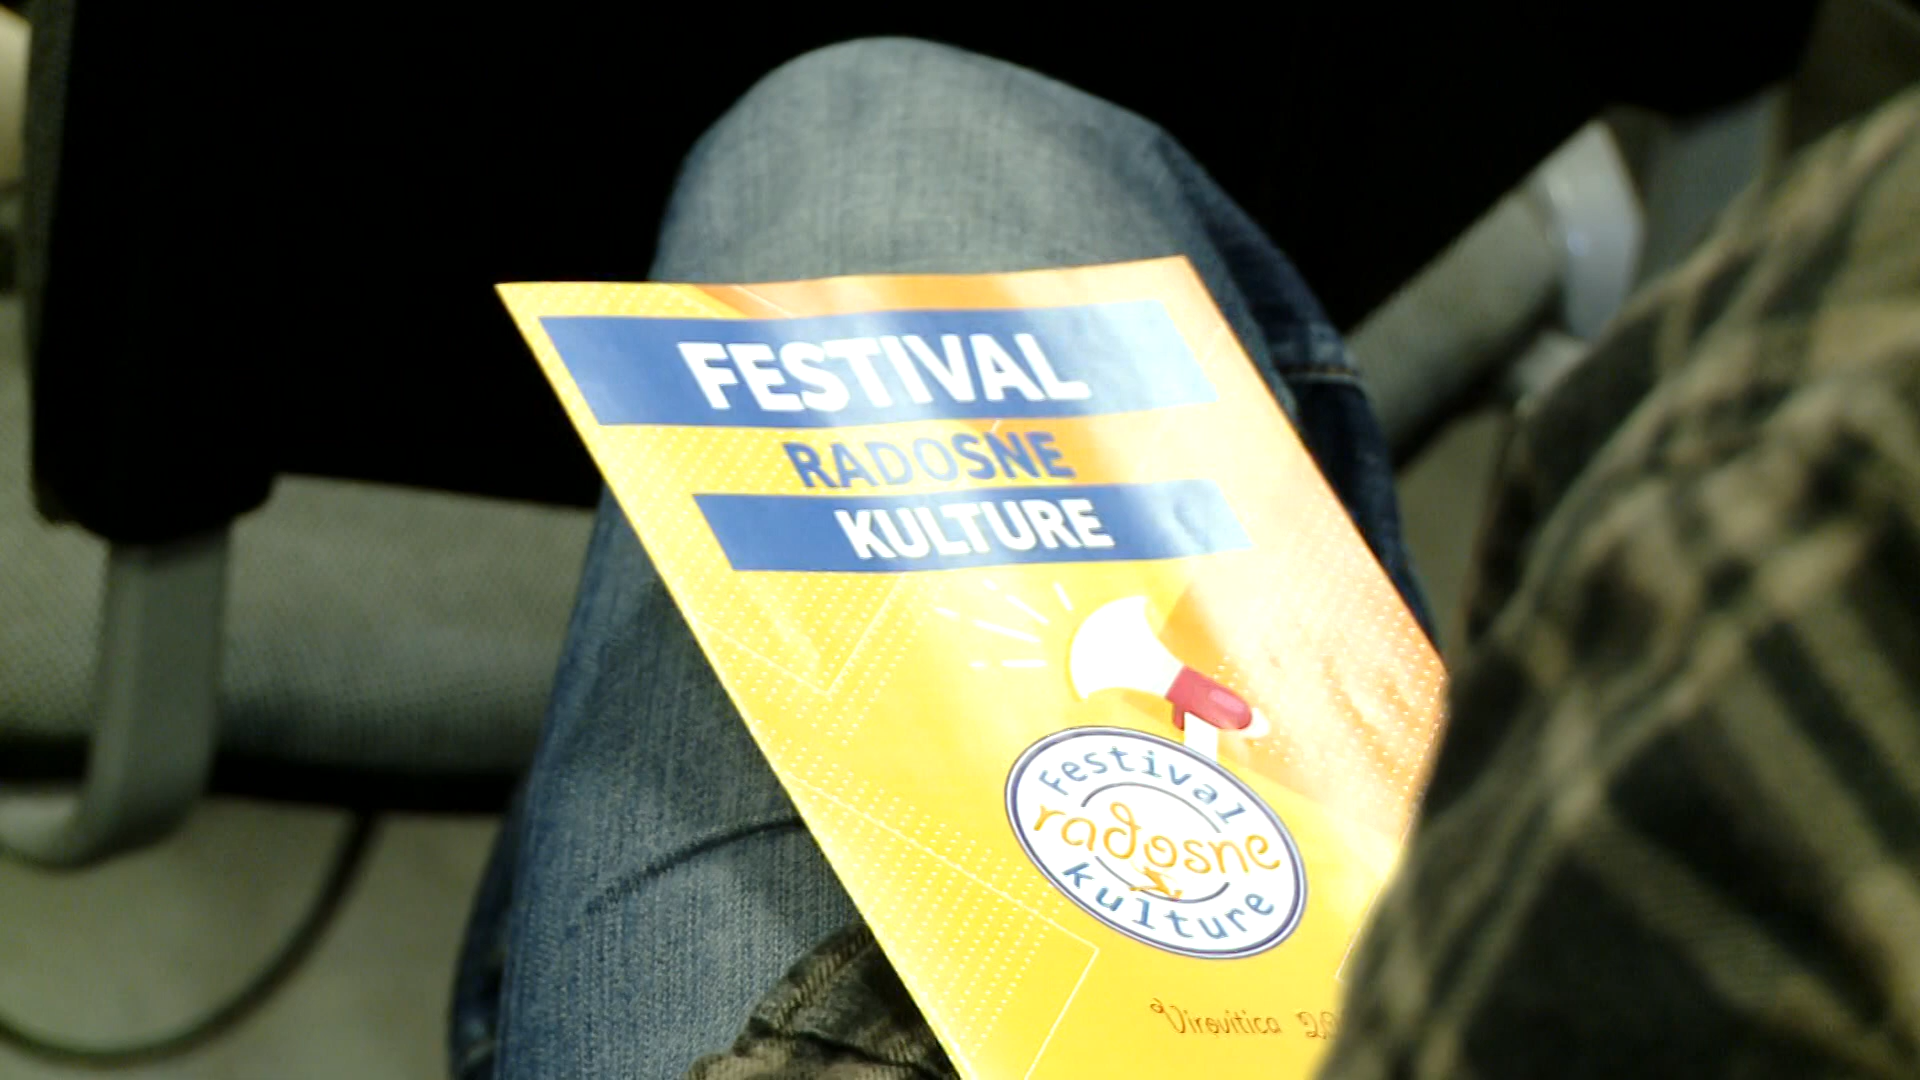 FESTIVAL
RADOSNE
KULTURE
Festival
radosne
kulture
Virovitica